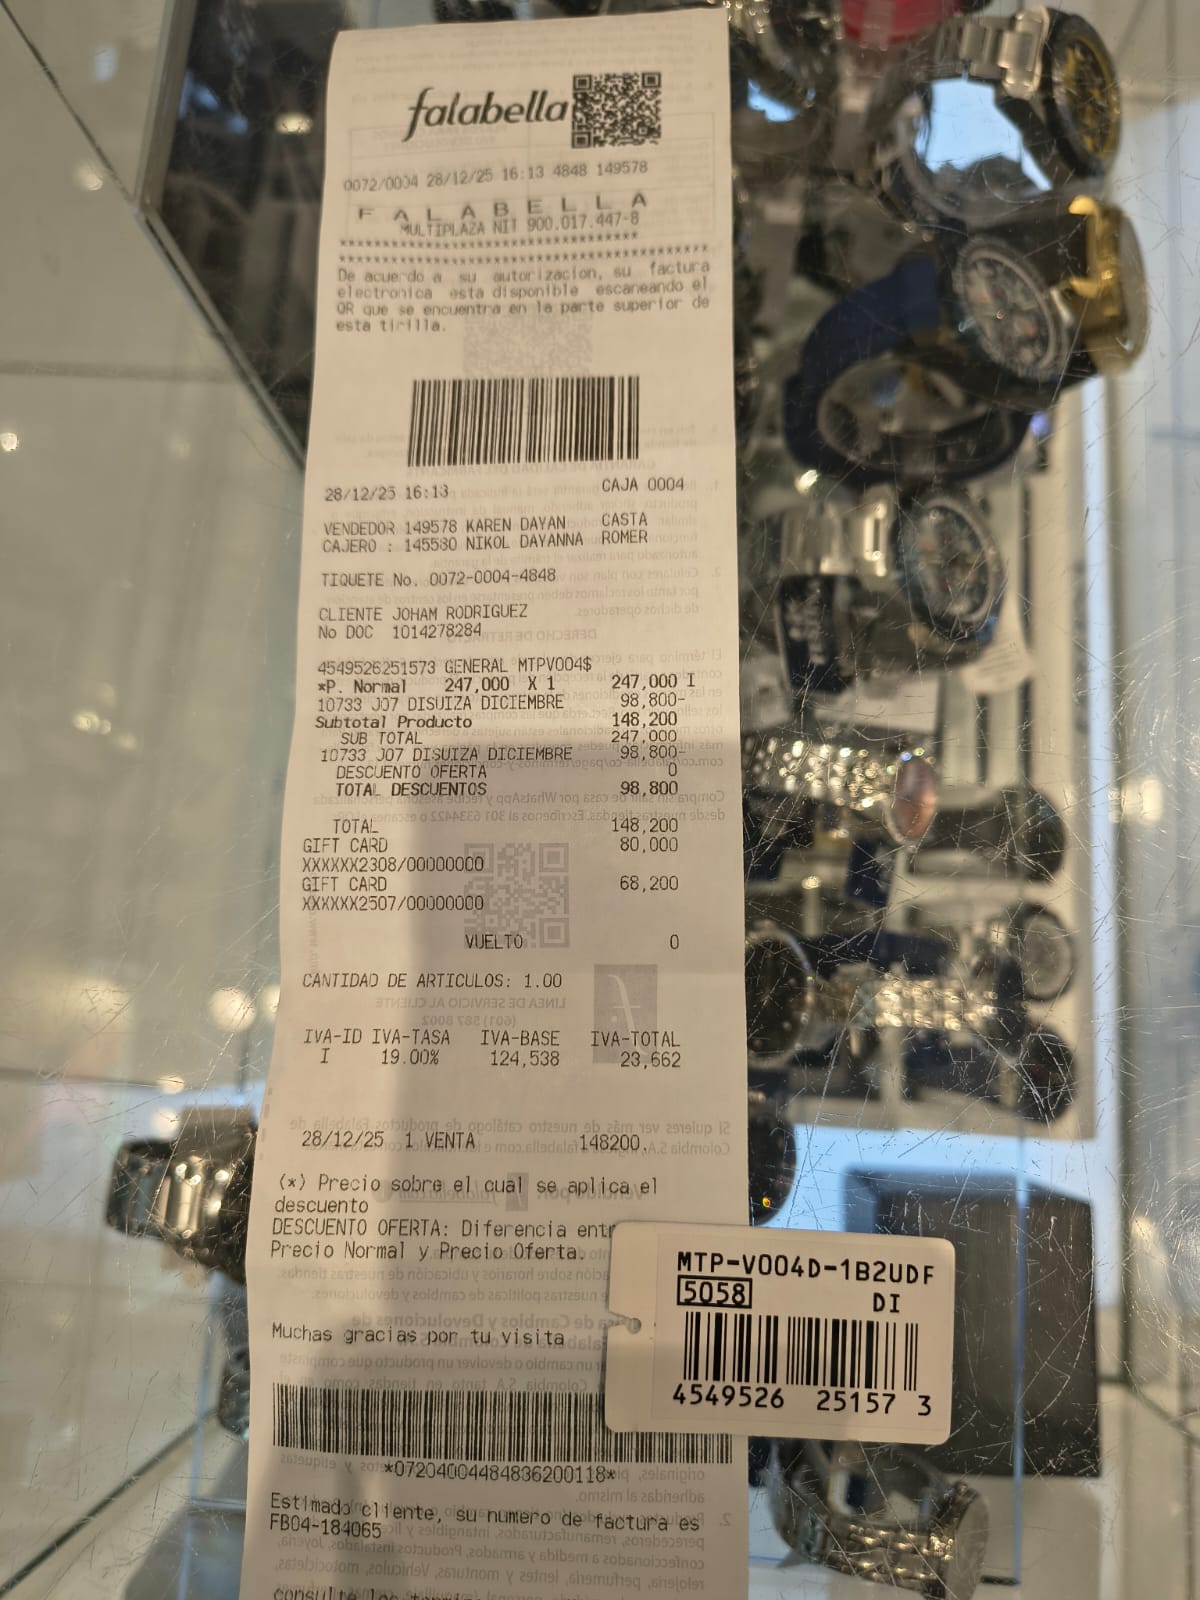 falabella
0072/0004 28/12/25 16:13 4848 149578
F A L A B E L L A
MULTIPLAZA NIT 900.017.447-8
**************************************
De acuerdo a su autorizacion, su factura
electronica esta disponible escaneando el
QR que se encuentra en la parte superior de
esta tirilla.
28/12/25 16:13 CAJA 0004
VENDEDOR 149578 KAREN DAYAN CASTA
CAJERO : 145530 NIKOL DAYANNA ROMER
TIQUETE No. 0072-0004-4848
CLIENTE JOHAM RODRIGUEZ
No DOC 1014278284
4549526251573 GENERAL MTPV004$
*P. Normal 247,000 X 1 247,000 I
10733 J07 DISUIZA DICIEMBRE 98,800-
Subtotal Producto 148,200
SUB TOTAL 247,000
10733 J07 DISUIZA DICIEMBRE 98,800-
DESCUENTO OFERTA 0
TOTAL DESCUENTOS 98,800
TOTAL 148,200
GIFT CARD 80,000
XXXXXX2308/00000000
GIFT CARD 68,200
XXXXXX2507/00000000
VUELTO 0
CANTIDAD DE ARTICULOS: 1.00
IVA-ID IVA-TASA IVA-BASE IVA-TOTAL
I 19.00% 124,538 23,662
28/12/25 1 VENTA 148200.
(*) Precio sobre el cual se aplica el
descuento
DESCUENTO OFERTA: Diferencia entr
Precio Normal y Precio Oferta.
Muchas gracias por tu visita
*07204004484836200118*
Estimado cliente, su numero de factura es
FB04-184065
MTP-V004D-1B2UDF
5058 DI
4549526 25157 3